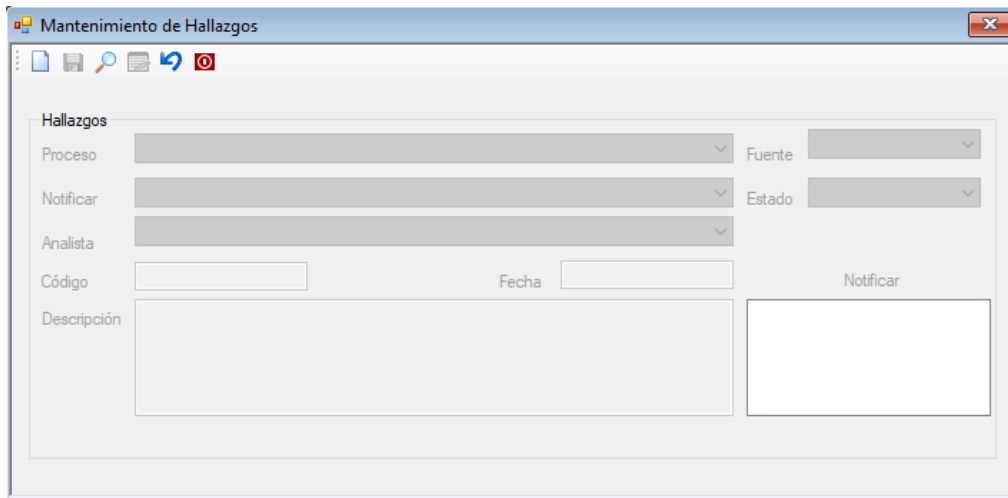 Mantenimiento de Hallazgos
Hallazgos
Proceso
Fuente
Notificar
Estado
Analista
Código
Fecha
Notificar
Descripción